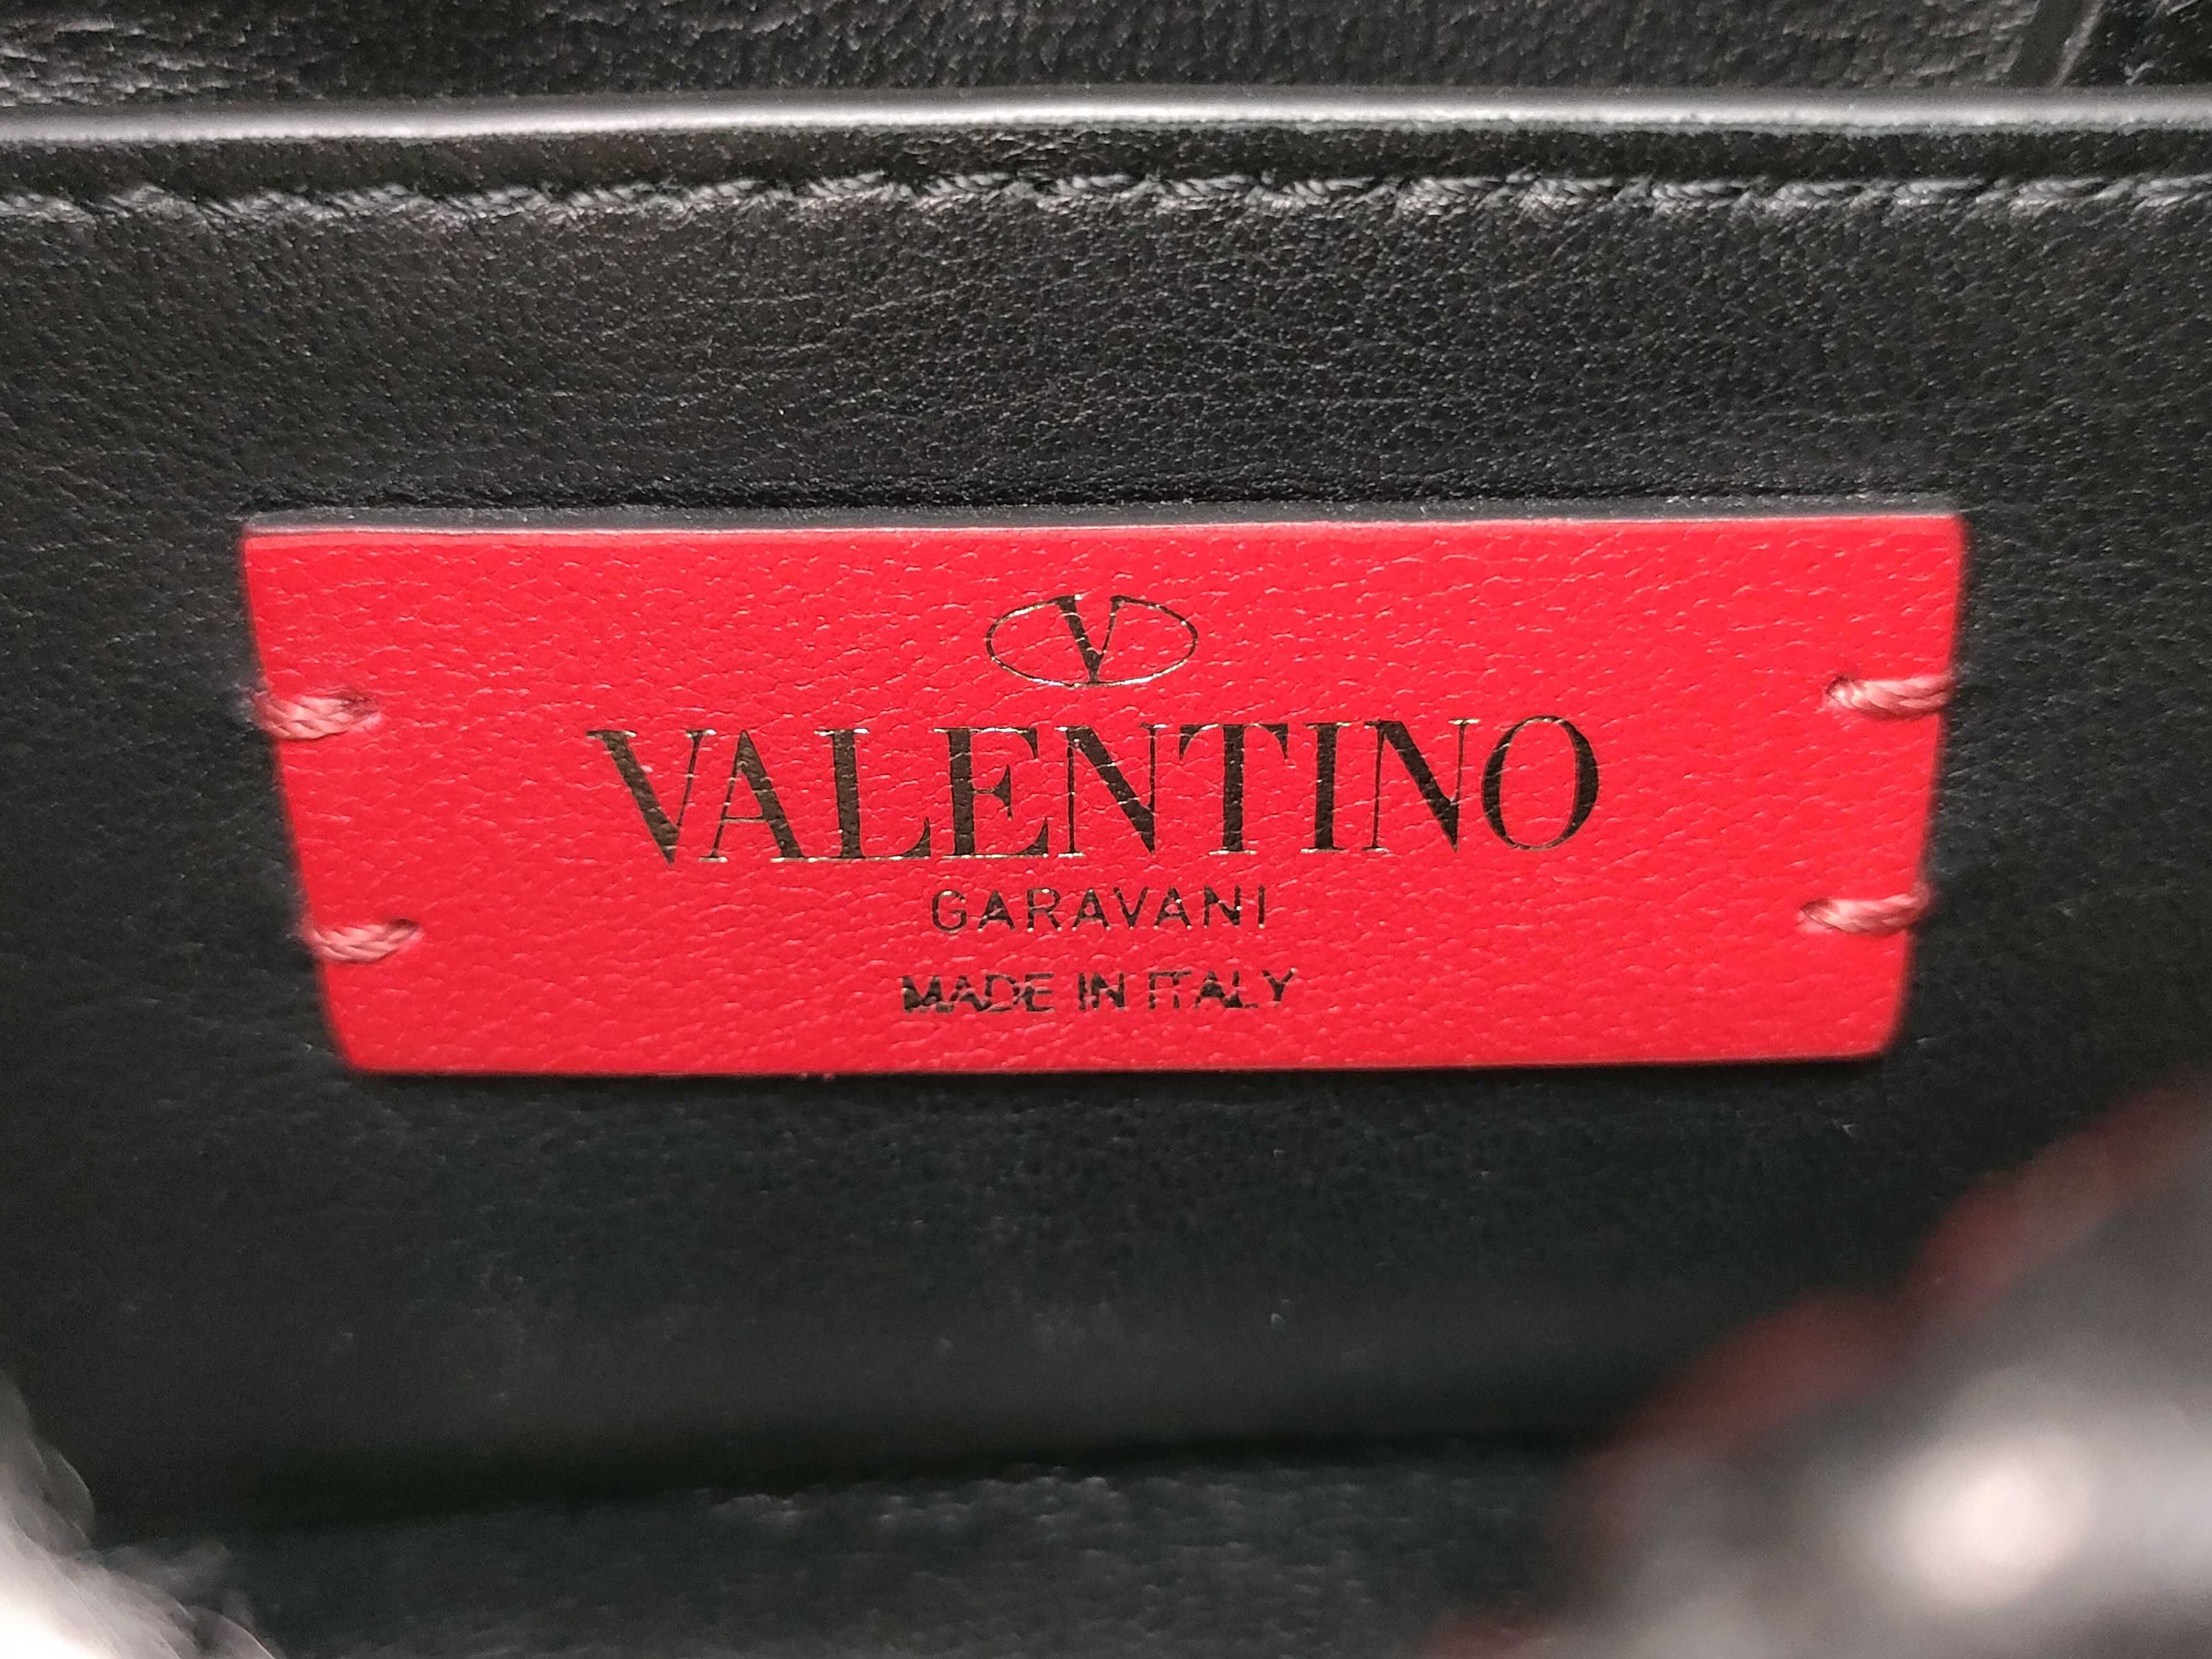 V
VALENTINO
GARAVANI
MADE IN ITALY